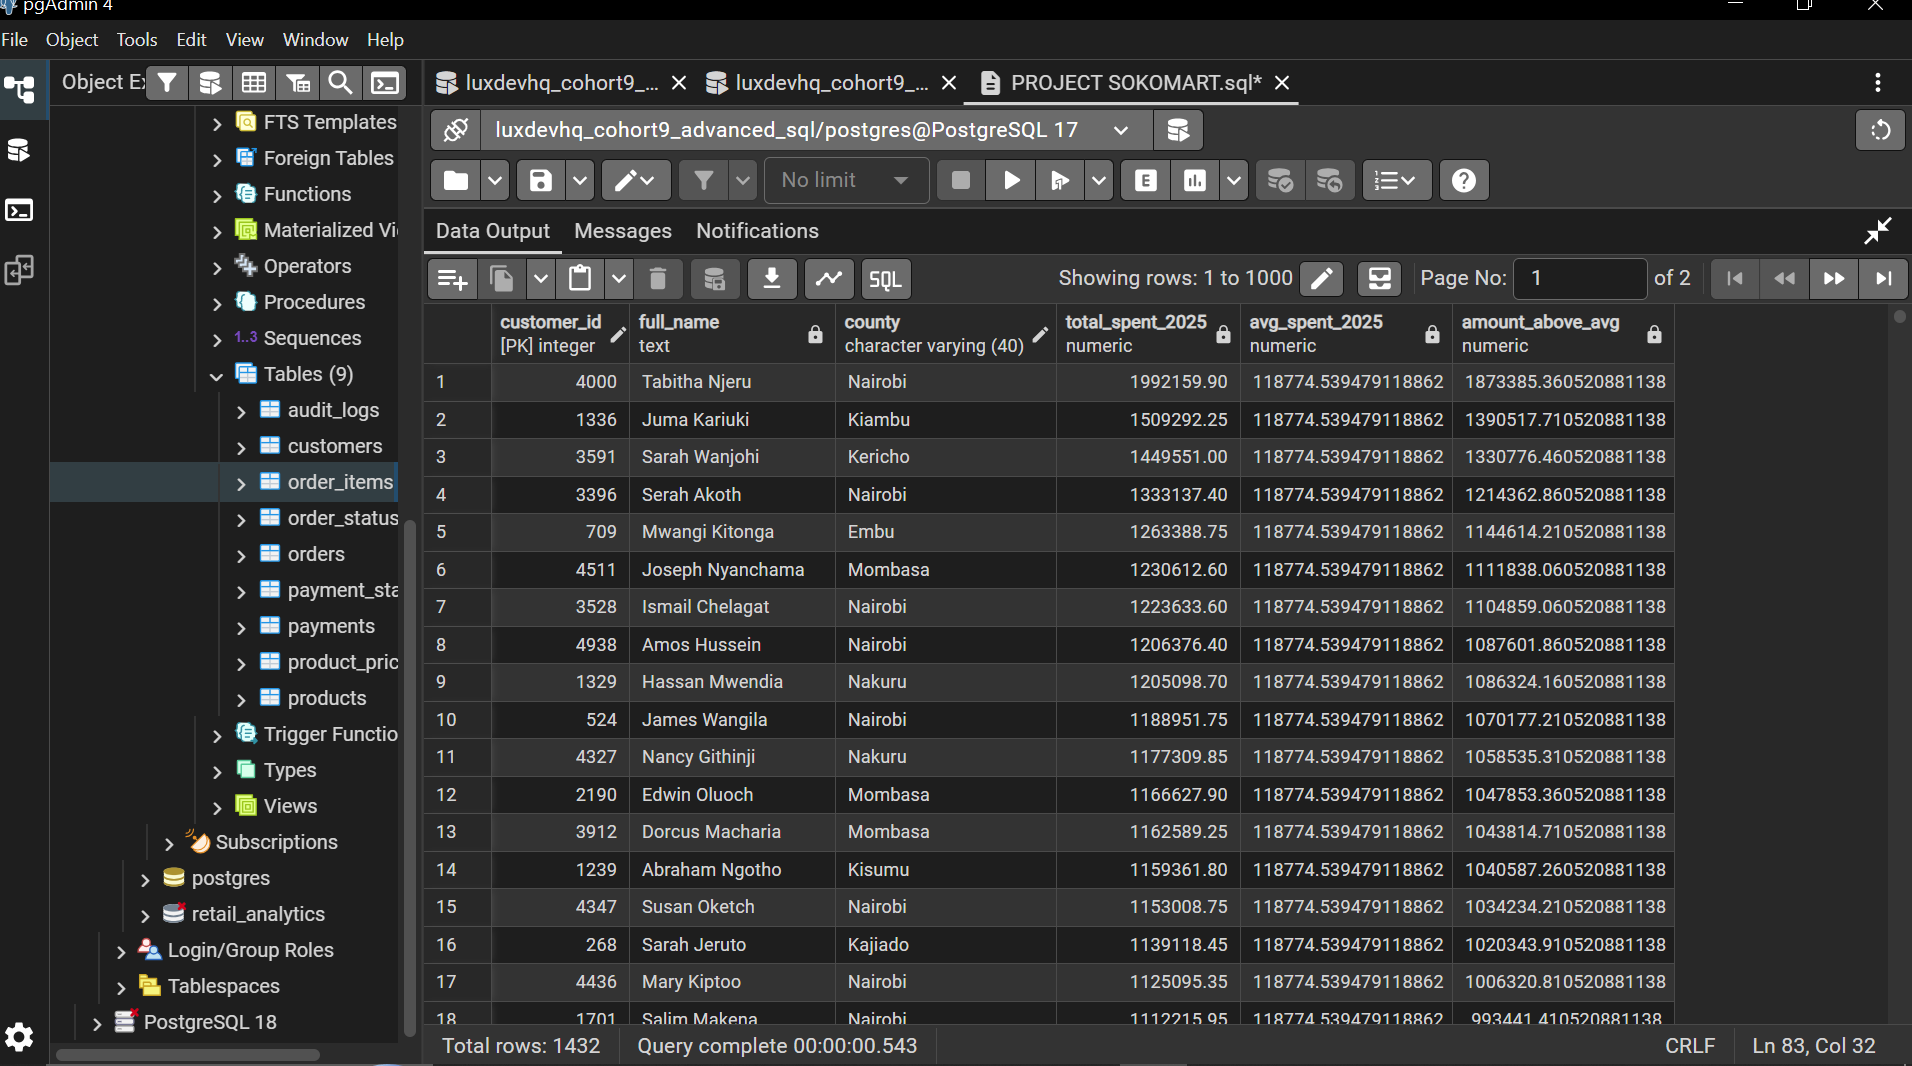 pgAdmin 4
File Object Tools Edit View Window Help
Object Ex
luxdevhq_cohort9_... luxdevhq_cohort9_... PROJECT SOKOMART.sql*
luxdevhq_cohort9_advanced_sql/postgres@PostgreSQL 17
No limit
E
Data Output Messages Notifications
SQL Showing rows: 1 to 1000 Page No: 1 of 2
FTS Templates
Foreign Tables
Functions
Materialized Vi
Operators
Procedures
1..3 Sequences
Tables (9)
audit_logs
customers
order_items
order_status
orders
payment_sta
payments
product_pric
products
Trigger Functio
Types
Views
Subscriptions
postgres
retail_analytics
Login/Group Roles
Tablespaces
PostgreSQL 18
customer_id full_name county total_spent_2025 avg_spent_2025 amount_above_avg
[PK] integer text character varying (40) numeric numeric numeric
1 4000 Tabitha Njeru Nairobi 1992159.90 118774.539479118862 1873385.360520881138
2 1336 Juma Kariuki Kiambu 1509292.25 118774.539479118862 1390517.710520881138
3 3591 Sarah Wanjohi Kericho 1449551.00 118774.539479118862 1330776.460520881138
4 3396 Serah Akoth Nairobi 1333137.40 118774.539479118862 1214362.860520881138
5 709 Mwangi Kitonga Embu 1263388.75 118774.539479118862 1144614.210520881138
6 4511 Joseph Nyanchama Mombasa 1230612.60 118774.539479118862 1111838.060520881138
7 3528 Ismail Chelagat Nairobi 1223633.60 118774.539479118862 1104859.060520881138
8 4938 Amos Hussein Nairobi 1206376.40 118774.539479118862 1087601.860520881138
9 1329 Hassan Mwendia Nakuru 1205098.70 118774.539479118862 1086324.160520881138
10 524 James Wangila Nairobi 1188951.75 118774.539479118862 1070177.210520881138
11 4327 Nancy Githinji Nakuru 1177309.85 118774.539479118862 1058535.310520881138
12 2190 Edwin Oluoch Mombasa 1166627.90 118774.539479118862 1047853.360520881138
13 3912 Dorcus Macharia Mombasa 1162589.25 118774.539479118862 1043814.710520881138
14 1239 Abraham Ngotho Kisumu 1159361.80 118774.539479118862 1040587.260520881138
15 4347 Susan Oketch Nairobi 1153008.75 118774.539479118862 1034234.210520881138
16 268 Sarah Jeruto Kajiado 1139118.45 118774.539479118862 1020343.910520881138
17 4436 Mary Kiptoo Nairobi 1125095.35 118774.539479118862 1006320.810520881138
18 1701 Salim Makena Nairobi 1112215.95 118774.539479118862 993441.410520881138
Total rows: 1432 Query complete 00:00:00.543 CRLF Ln 83, Col 32